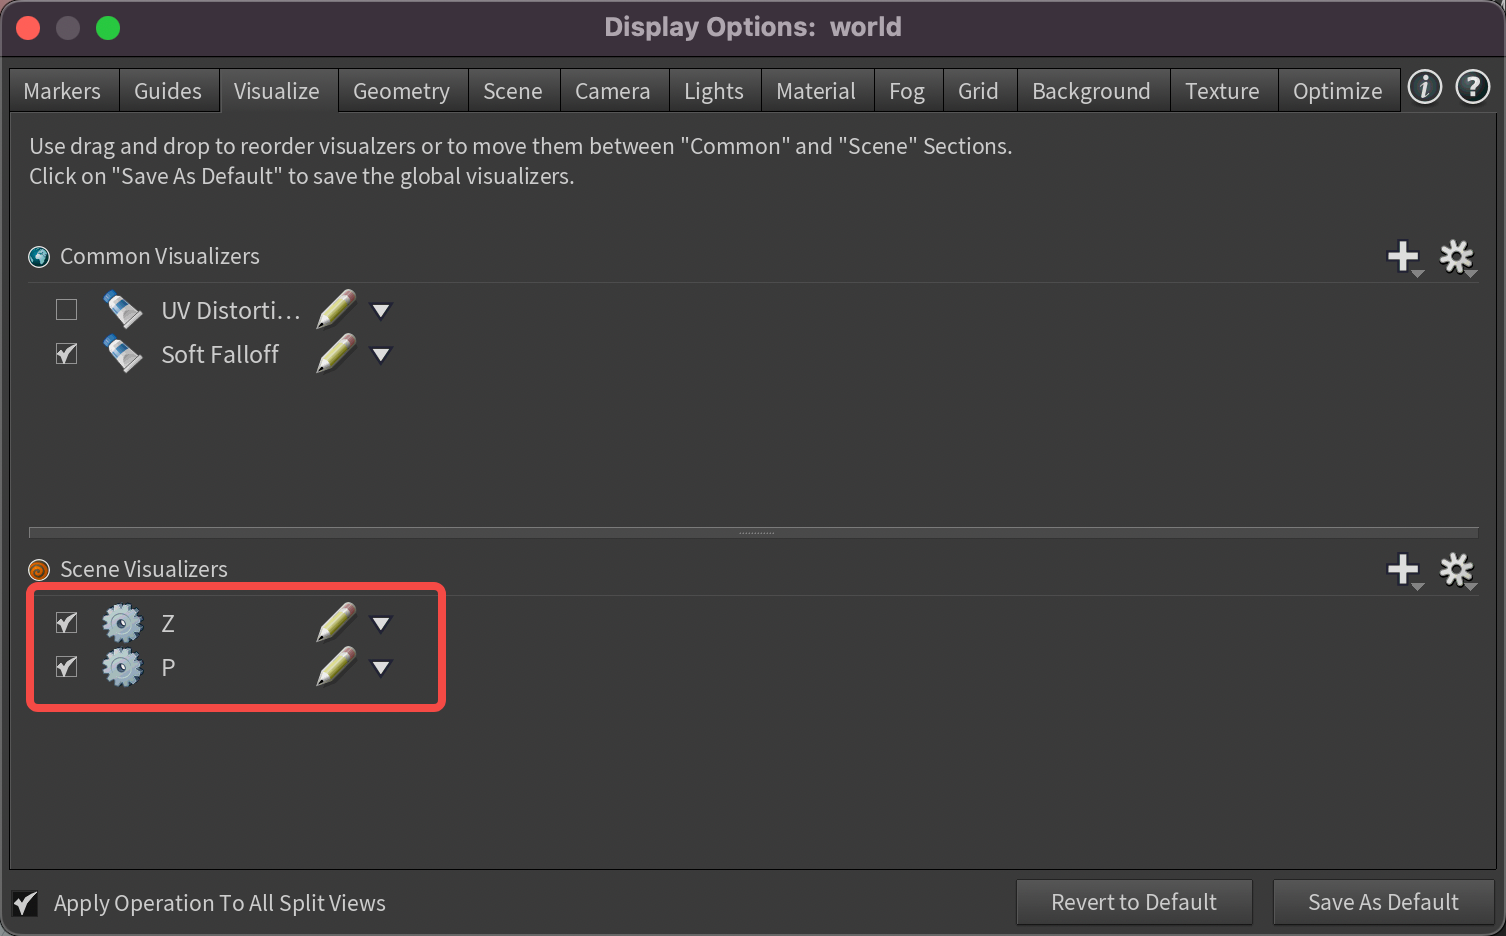 Display Options: world
Markers Guides Visualize Geometry Scene Camera Lights Material Fog Grid Background Texture Optimize i ?
Use drag and drop to reorder visualzers or to move them between "Common" and "Scene" Sections.
Click on "Save As Default" to save the global visualizers.
Common Visualizers
UV Distorti...
Soft Falloff
Scene Visualizers
Z
P
Apply Operation To All Split Views Revert to Default Save As Default